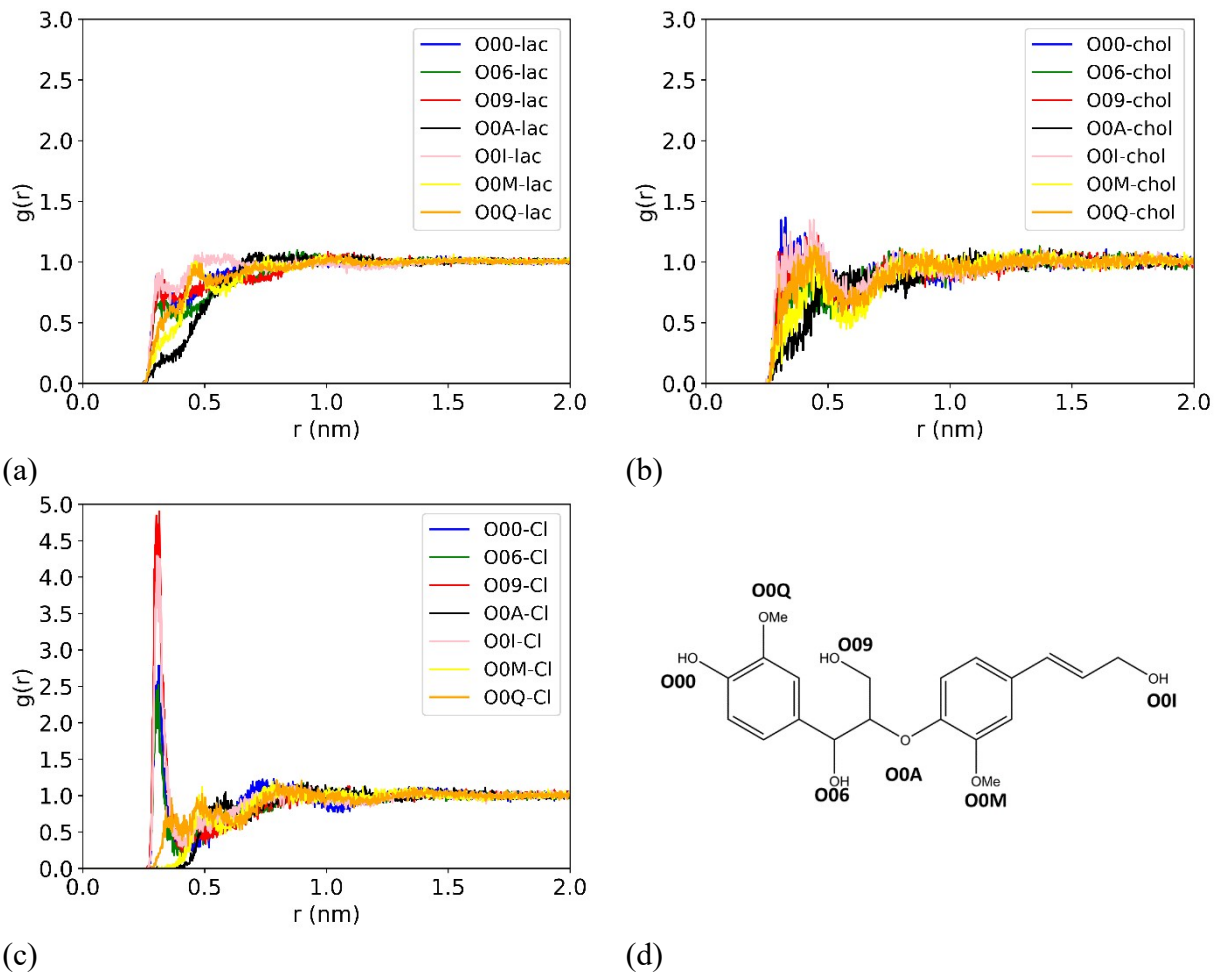 3.0
2.5
2.0
1.5
1.0
0.5
0.0
g(r)
0.0 0.5 1.0 1.5 2.0
r (nm)
O00-lac
O06-lac
O09-lac
O0A-lac
O0I-lac
O0M-lac
O0Q-lac
(a)
3.0
2.5
2.0
1.5
1.0
0.5
0.0
g(r)
0.0 0.5 1.0 1.5 2.0
r (nm)
O00-chol
O06-chol
O09-chol
O0A-chol
O0I-chol
O0M-chol
O0Q-chol
(b)
5.0
4.5
4.0
3.5
3.0
2.5
2.0
1.5
1.0
0.5
0.0
g(r)
0.0 0.5 1.0 1.5 2.0
r (nm)
O00-Cl
O06-Cl
O09-Cl
O0A-Cl
O0I-Cl
O0M-Cl
O0Q-Cl
(c)
O0Q
OMe
HO
O00
HO
O09
OH
O06
O
O0A
OMe
O0M
OH
O0I
(d)